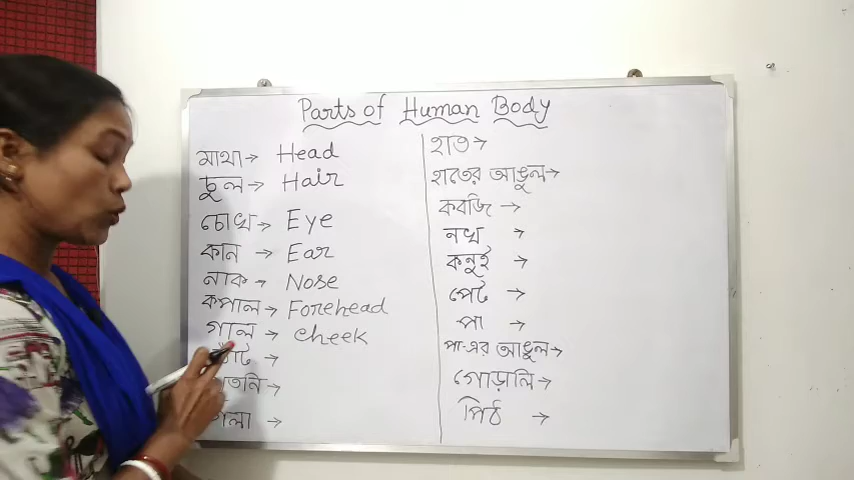 Parts of Human Body
মাথা → Head
চুল → Hair
চোখ → Eye
কান → Ear
নাক → Nose
কপাল → Forehead
গাল → cheek
→
→
→
হাত →
হাতের আঙুল →
কবজি →
নখ →
কনুই →
পেট →
পা →
পা-এর আঙুল →
গোড়ালি →
পিঠ →